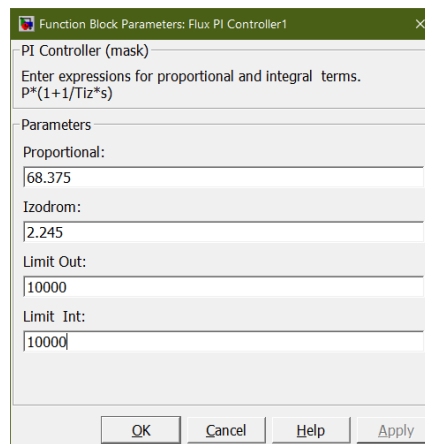 Function Block Parameters: Flux PI Controller1
PI Controller (mask)
Enter expressions for proportional and integral terms.
P*(1+1/Tiz*s)
Parameters
Proportional:
68.375
Izodrom:
2.245
Limit Out:
10000
Limit Int:
10000
OK Cancel Help Apply